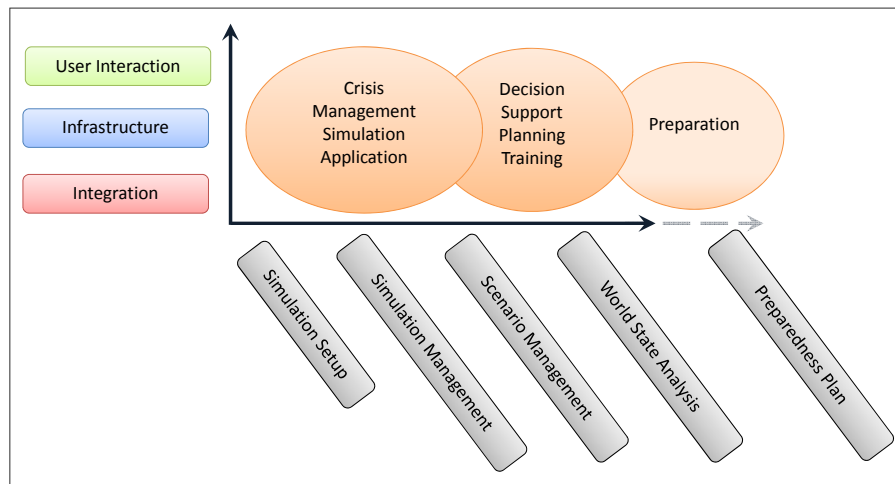 User Interaction
Infrastructure
Integration
Crisis
Management
Simulation
Application
Decision
Support
Planning
Training
Preparation
Simulation Setup
Simulation Management
Scenario Management
World State Analysis
Preparedness Plan